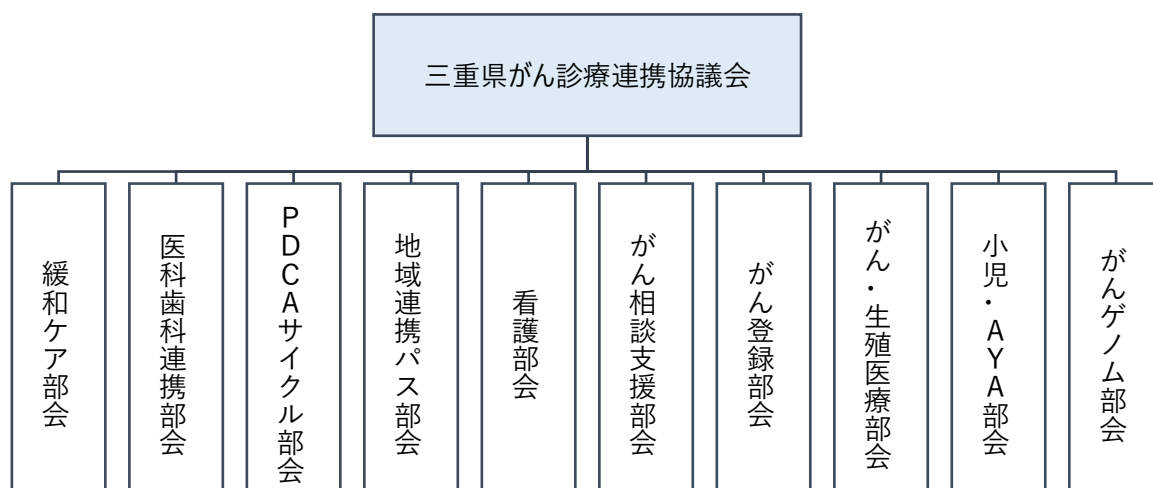 三重県がん診療連携協議会
緩和ケア部会
医科歯科連携部会
PDCAサイクル部会
地域連携パス部会
看護部会
がん相談支援部会
がん登録部会
がん・生殖医療部会
小児・AYA部会
がんゲノム部会